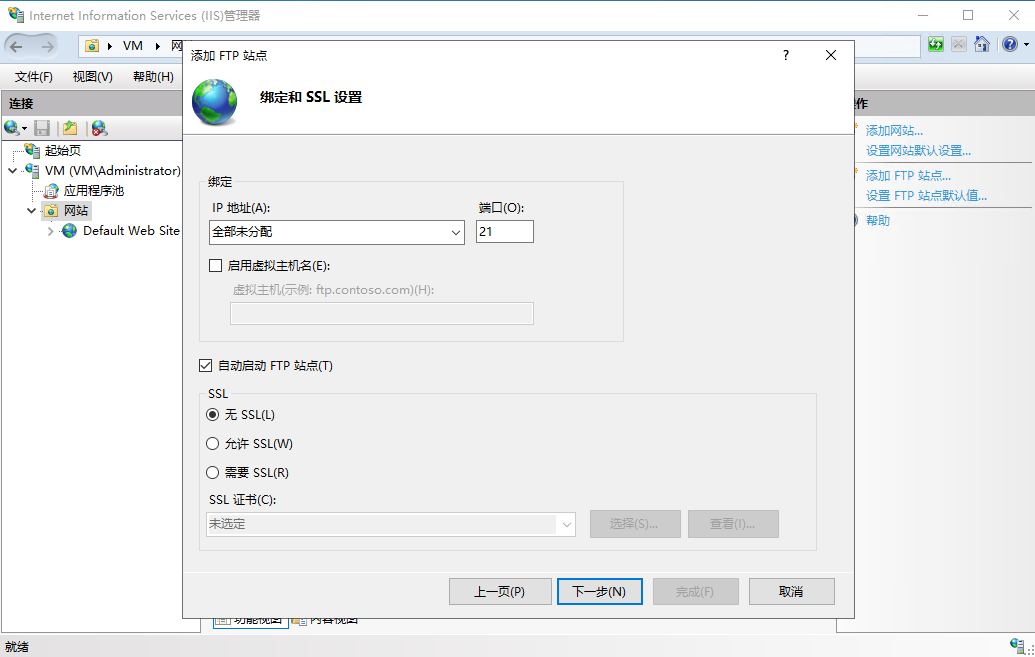 Internet Information Services (IIS)管理器
VM
文件(F) 视图(V) 帮助(H)
连接
起始页
VM (VM\Administrator)
应用程序池
网站
Default Web Site
添加 FTP 站点
?
绑定和 SSL 设置
绑定
IP 地址(A): 端口(O):
全部未分配 21
启用虚拟主机名(E):
虚拟主机(示例: ftp.contoso.com)(H):
自动启动 FTP 站点(T)
SSL
无 SSL(L)
允许 SSL(W)
需要 SSL(R)
SSL 证书(C):
未选定 选择(S)... 查看(I)...
上一页(P) 下一步(N) 完成(F) 取消
作
添加网站...
设置网站默认设置...
添加 FTP 站点...
设置 FTP 站点默认值...
帮助
功能视图 内容视图
就绪